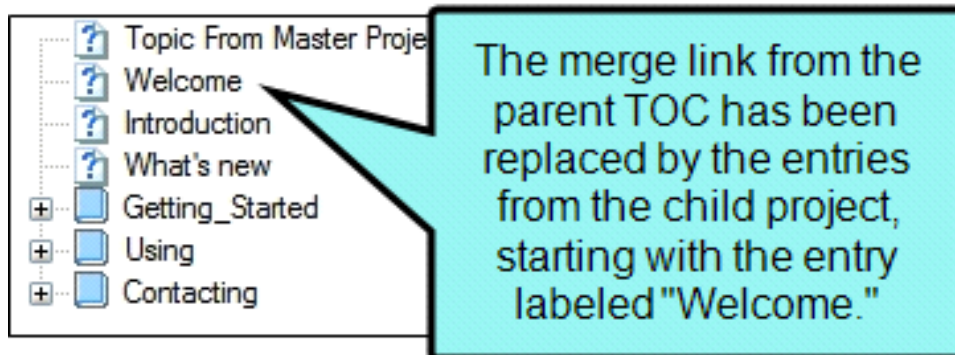 Topic From Master Proje
Welcome
Introduction
What's new
Getting_Started
Using
Contacting
The merge link from the
parent TOC has been
replaced by the entries
from the child project,
starting with the entry
labeled "Welcome."